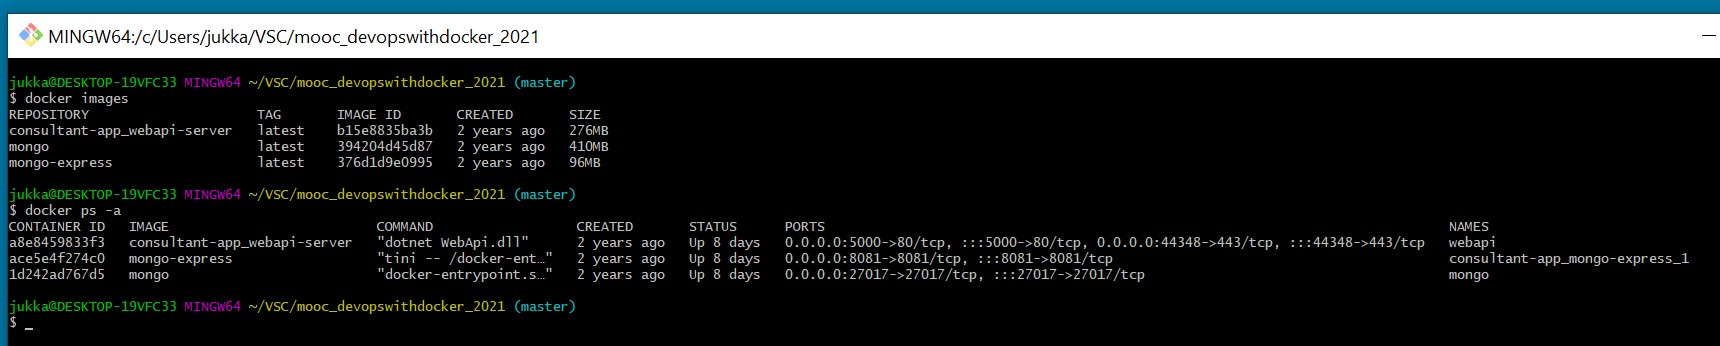 MINGW64:/c/Users/jukka/VSC/mooc_devopswithdocker_2021
jukka@DESKTOP-19VFC33 MINGW64 ~/VSC/mooc_devopswithdocker_2021 (master)
$ docker images
REPOSITORY TAG IMAGE ID CREATED SIZE
consultant-app_webapi-server latest b15e8835ba3b 2 years ago 276MB
mongo latest 394204d45d87 2 years ago 410MB
mongo-express latest 376d1d9e0995 2 years ago 96MB
jukka@DESKTOP-19VFC33 MINGW64 ~/VSC/mooc_devopswithdocker_2021 (master)
$ docker ps -a
CONTAINER ID IMAGE COMMAND CREATED STATUS PORTS NAMES
a8e8459833f3 consultant-app_webapi-server "dotnet WebApi.dll" 2 years ago Up 8 days 0.0.0.0:5000->80/tcp, :::5000->80/tcp, 0.0.0.0:44348->443/tcp, :::44348->443/tcp webapi
ace5e4f274c0 mongo-express "tini -- /docker-ent…" 2 years ago Up 8 days 0.0.0.0:8081->8081/tcp, :::8081->8081/tcp consultant-app_mongo-express_1
1d242ad767d5 mongo "docker-entrypoint.s…" 2 years ago Up 8 days 0.0.0.0:27017->27017/tcp, :::27017->27017/tcp mongo
jukka@DESKTOP-19VFC33 MINGW64 ~/VSC/mooc_devopswithdocker_2021 (master)
$ _